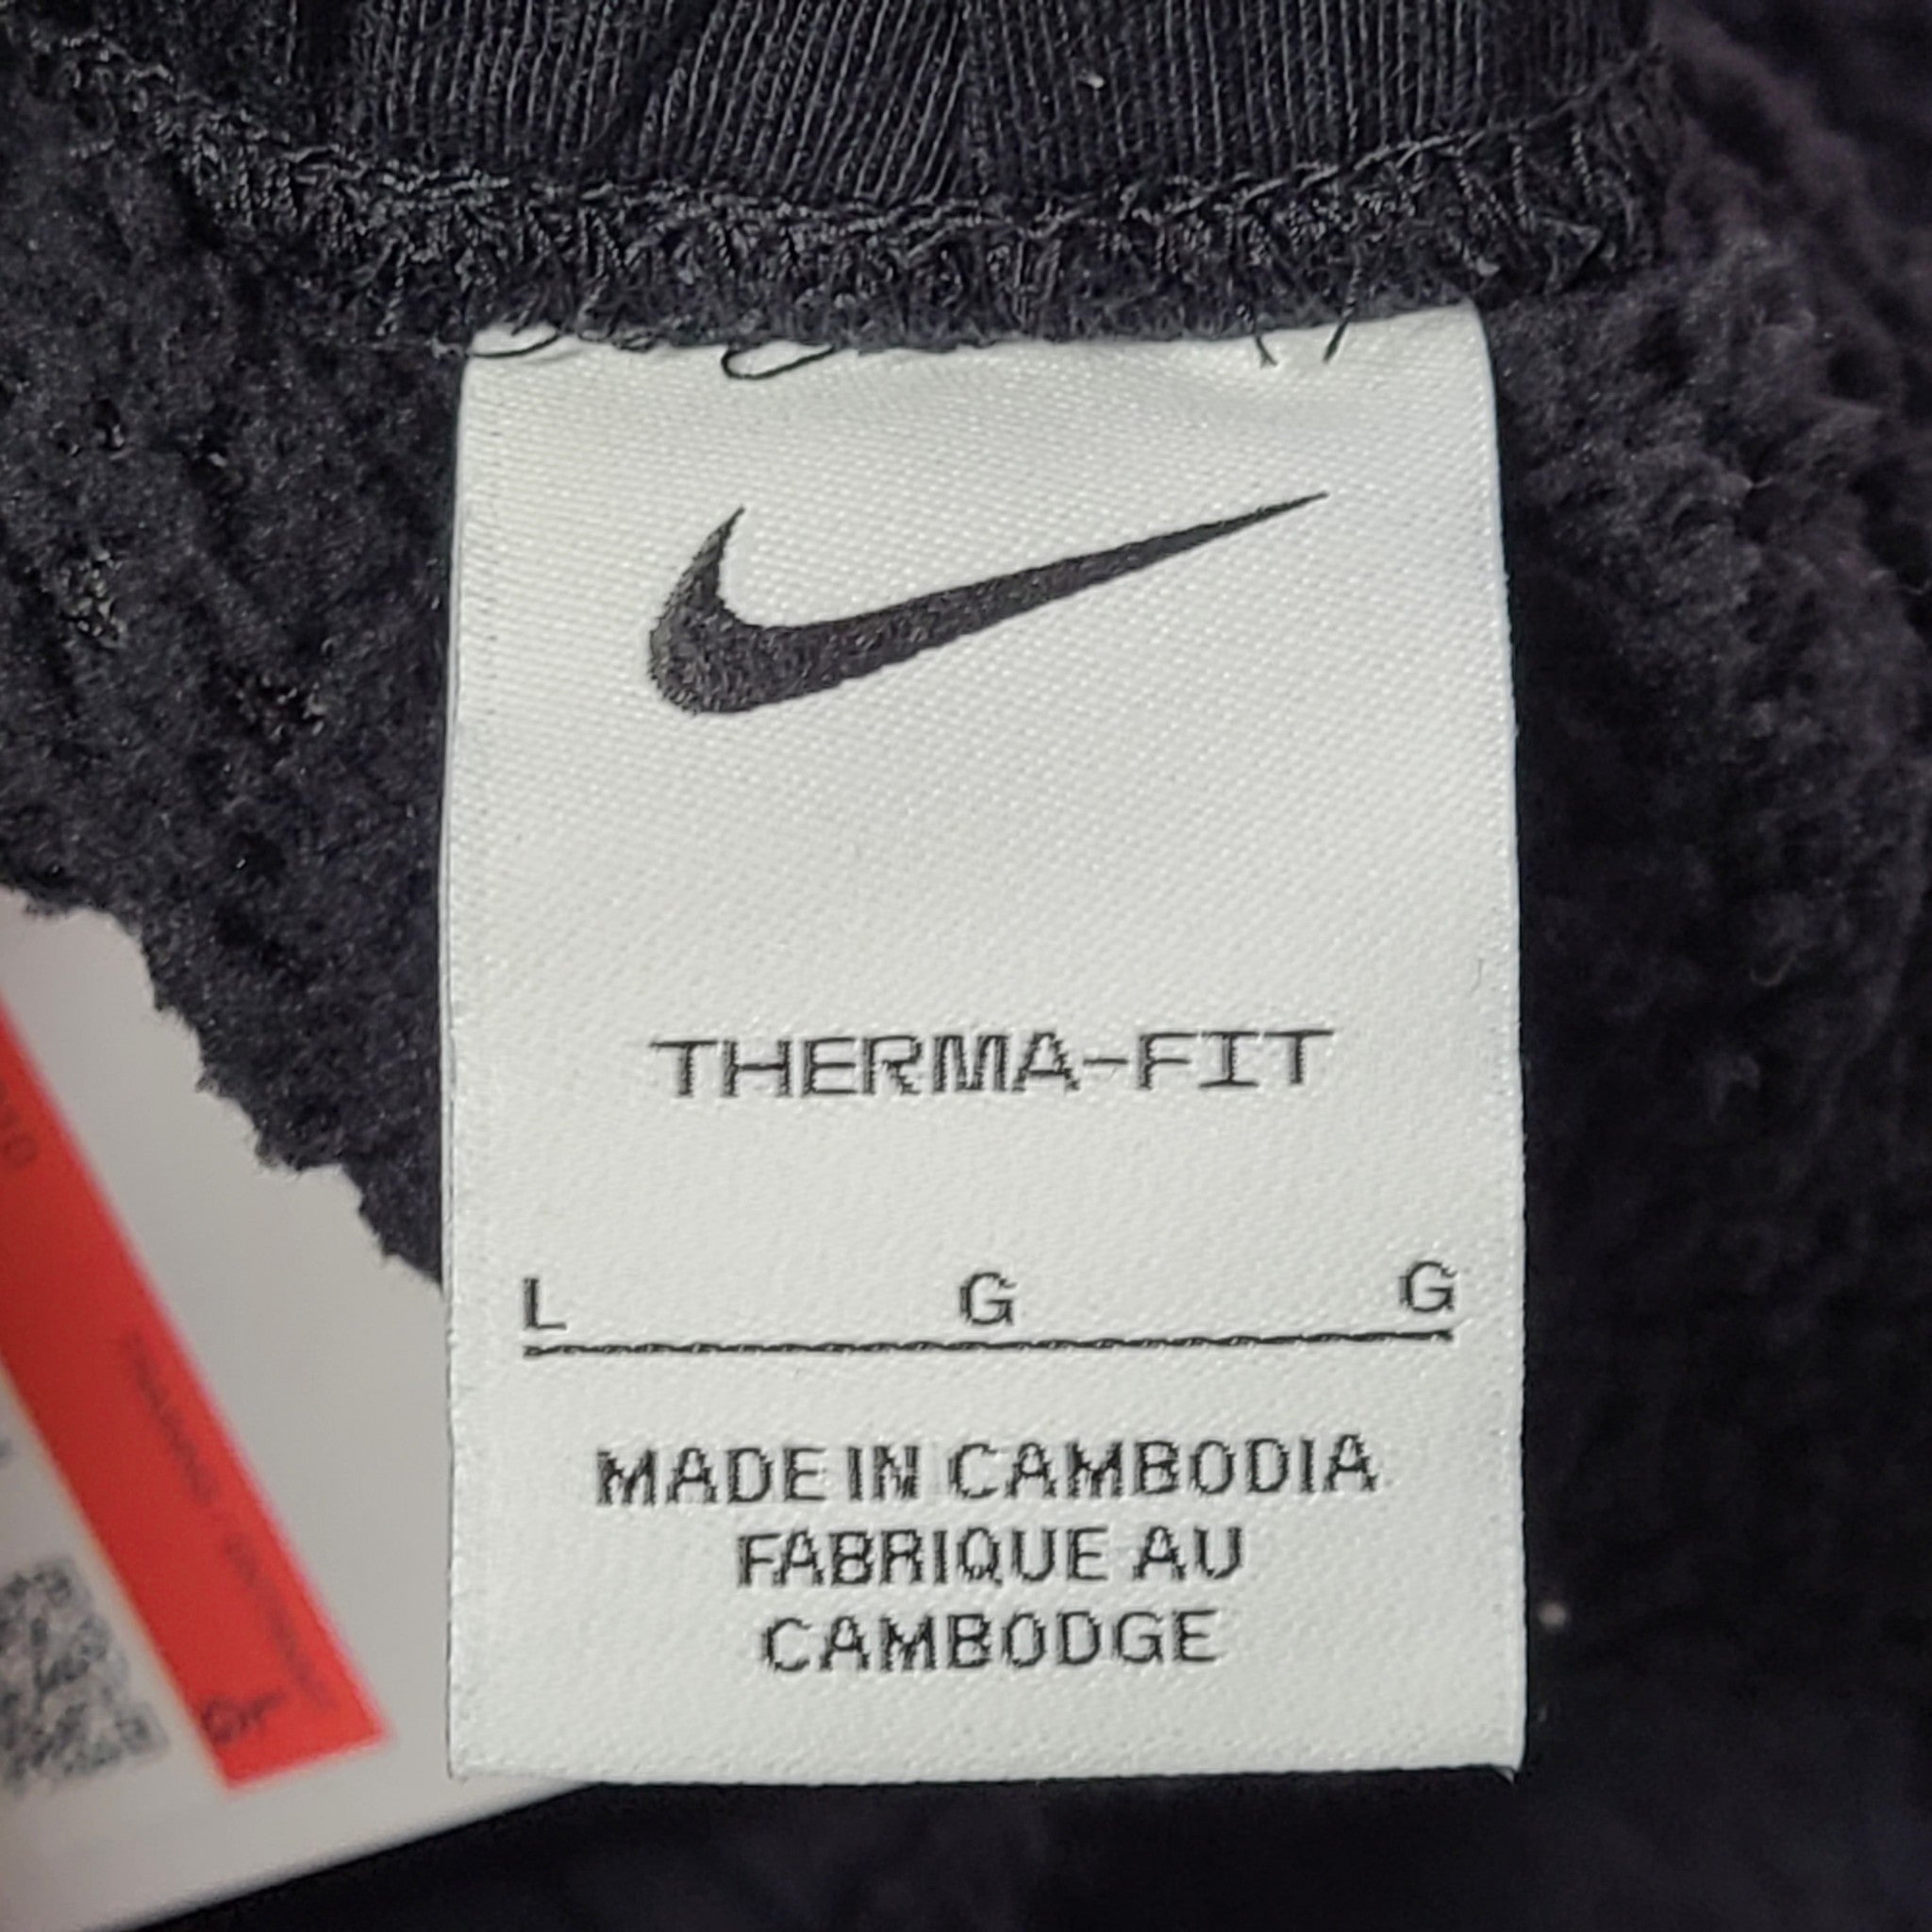 THERMA-FIT
L G G
MADE IN CAMBODIA
FABRIQUE AU
CAMBODGE